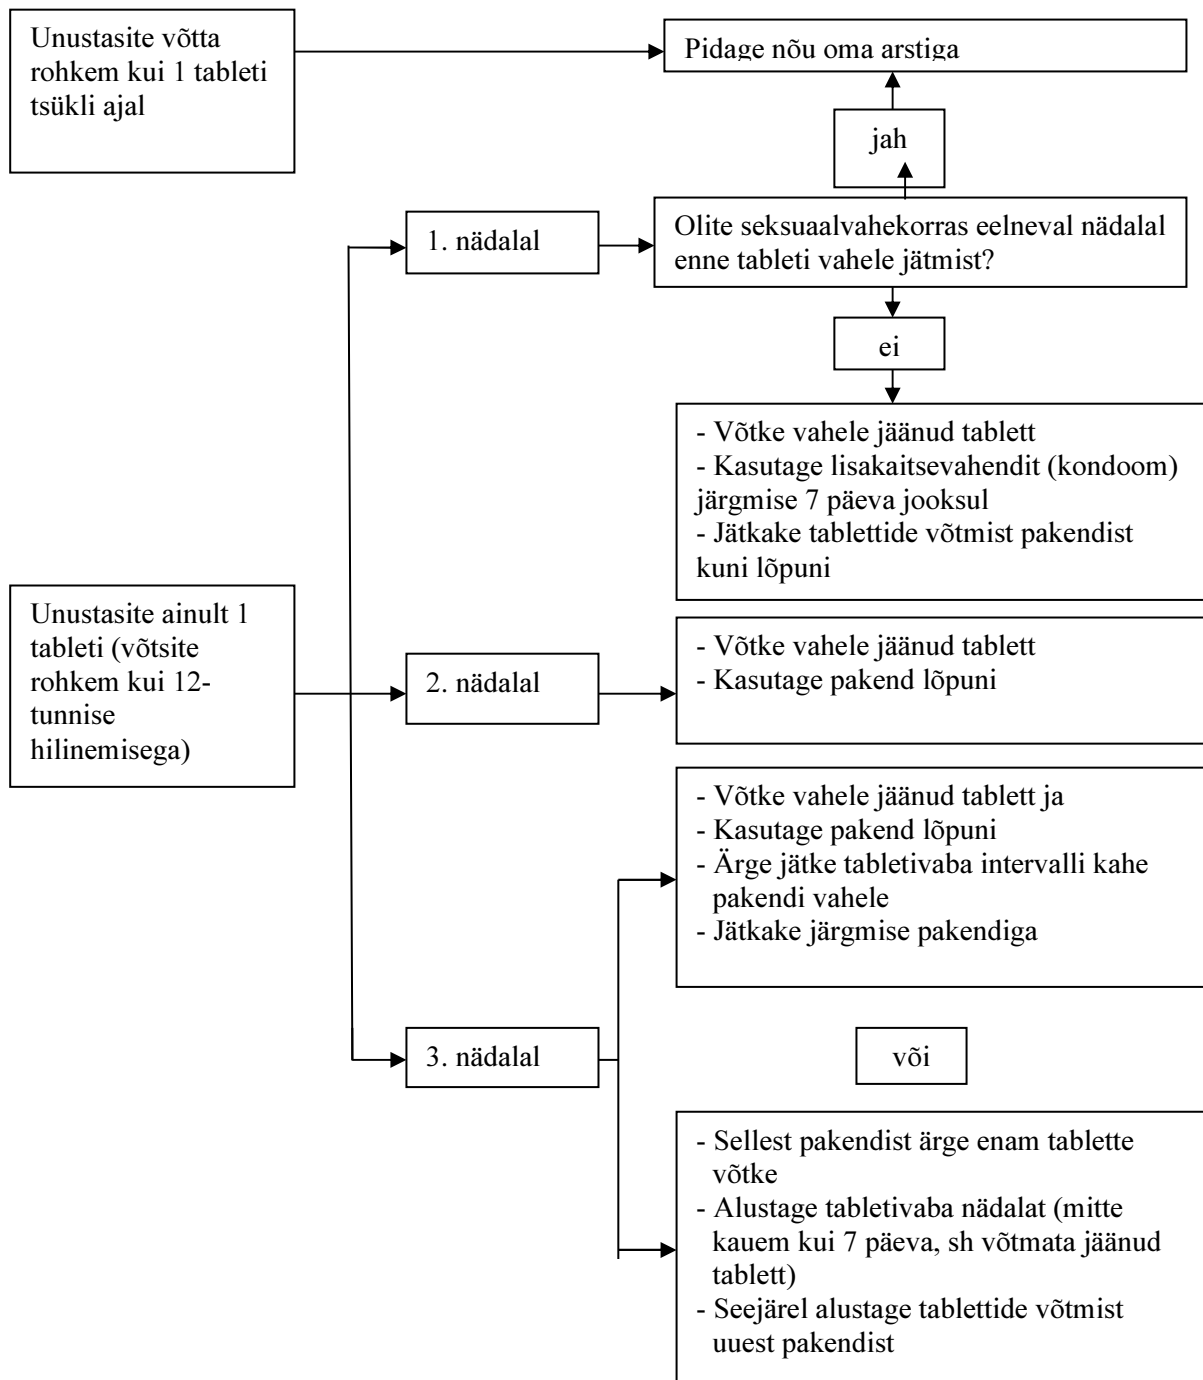 Unustasite võtta
rohkem kui 1 tableti
tsükli ajal
Pidage nõu oma arstiga
jah
1. nädalal
Olite seksuaalvahekorras eelneval nädalal
enne tableti vahele jätmist?
ei
- Võtke vahele jäänud tablett
- Kasutage lisakaitsevahendit (kondoom)
järgmise 7 päeva jooksul
- Jätkake tablettide võtmist pakendist
kuni lõpuni
Unustasite ainult 1
tableti (võtsite
rohkem kui 12-
tunnise
hilinemisega)
2. nädalal
- Võtke vahele jäänud tablett
- Kasutage pakend lõpuni
- Võtke vahele jäänud tablett ja
- Kasutage pakend lõpuni
- Ärge jätke tabletivaba intervalli kahe
pakendi vahele
- Jätkake järgmise pakendiga
3. nädalal
või
- Sellest pakendist ärge enam tablette
võtke
- Alustage tabletivaba nädalat (mitte
kauem kui 7 päeva, sh võtmata jäänud
tablett)
- Seejärel alustage tablettide võtmist
uuest pakendist